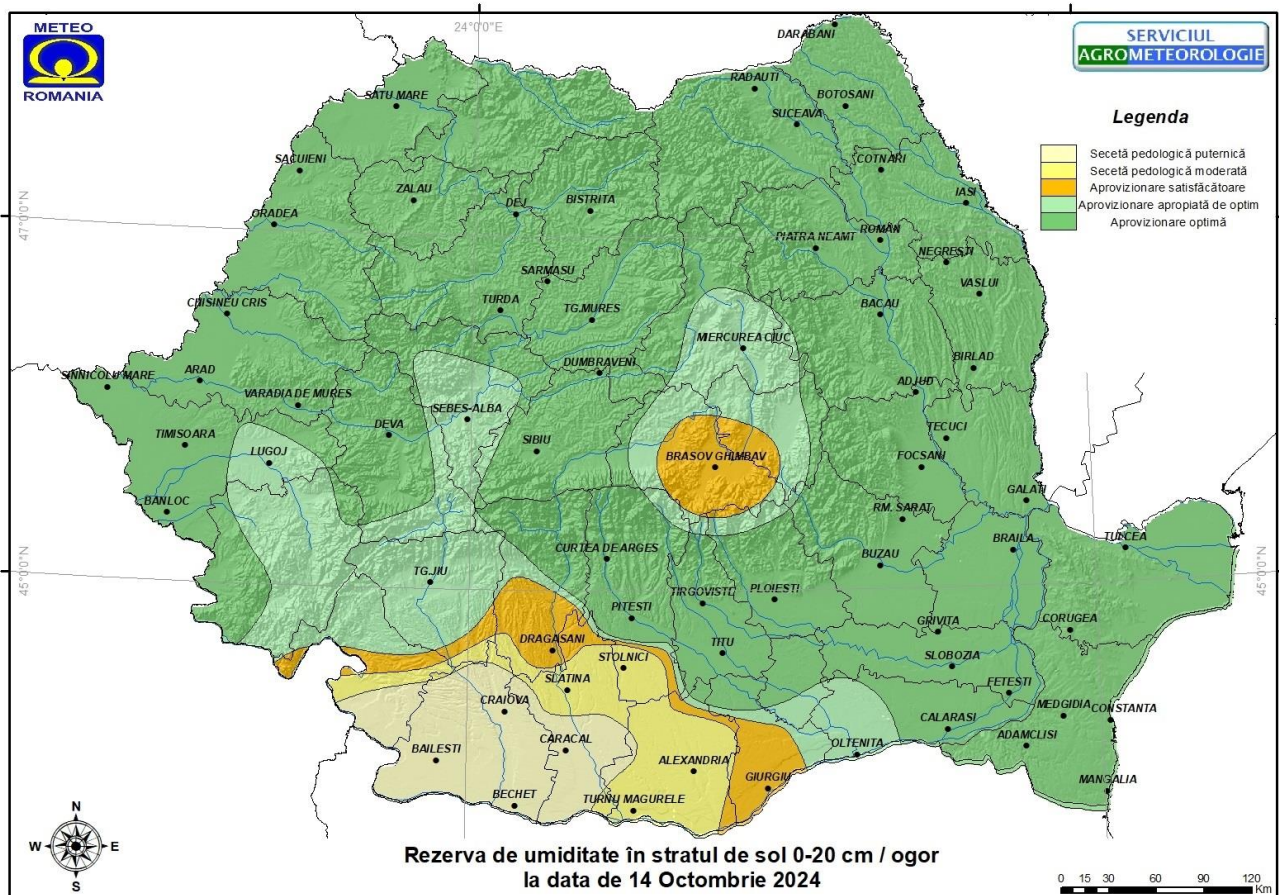 METEO
ROMANIA
24°0'0"E
SERVICIUL
AGROMETEOROLOGIE
Legenda
Secetă pedologică puternică
Secetă pedologică moderată
Aprovizionare satisfăcătoare
Aprovizionare apropiată de optim
Aprovizionare optimă
DARABANI
RADAUTI
BOTOSANI
SATU MARE
SUCEAVA
SACUIENI
COTNARI
ZALAU
IASI
DEJ
BISTRITA
47°0'0"N
ORADEA
PIATRA NEAMT
ROMAN
NEGRESTI
SARMASU
VASLUI
CHISINEU CRIS
TURDA
TG.MURES
BACAU
MIERCUREA CIUC
BIRLAD
DUMBRAVENI
SINNICOLU MARE
ARAD
VARADIA DE MURES
ADJUD
SEBES-ALBA
DEVA
TECUCI
TIMISOARA
SIBIU
LUGOJ
BRASOV GHIMBAV
FOCSANI
BANLOC
GALATI
RM. SARAT
BRAILA
TULCEA
CURTEA DE ARGES
BUZAU
45°0'0"N
45°0'0"N
TG.JIU
PITESTI
TIRGOVISTE
PLOIESTI
GRIVITA
CORUGEA
DRAGASANI
TITU
STOLNICI
SLOBOZIA
SLATINA
FETESTI
CRAIOVA
MEDGIDIA
CONSTANTA
CALARASI
BAILESTI
CARACAL
OLTENITA
ADAMCLISI
ALEXANDRIA
GIURGIU
MANGALIA
BECHET
TURNU MAGURELE
N
W
E
S
Rezerva de umiditate în stratul de sol 0-20 cm / ogor
la data de 14 Octombrie 2024
0 15 30 60 90 120
Km